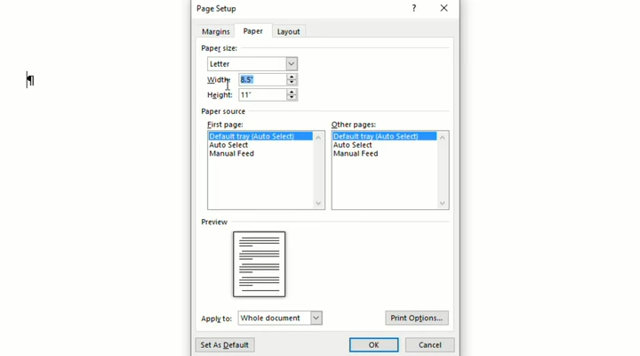 Page Setup ? ×
Margins Paper Layout
Paper size:
Letter
Width: 8.5"
Height: 11"
Paper source
First page: Other pages:
Default tray (Auto Select) Default tray (Auto Select)
Auto Select Auto Select
Manual Feed Manual Feed
Preview
Apply to: Whole document Print Options...
Set As Default OK Cancel
¶